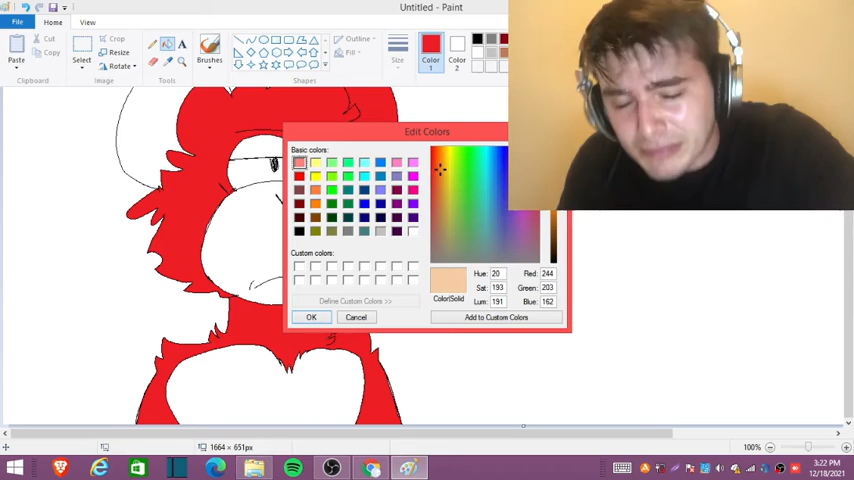 Untitled - Paint
File Home View
Paste
Cut
Copy
Clipboard
Select
Crop
Resize
Rotate
Image
Tools
Brushes
Shapes
Outline
Fill
Size
Color 1
Color 2
Edit Colors
Basic colors:
Custom colors:
Define Custom Colors >>
OK Cancel
Color|Solid
Hue: 20 Red: 244
Sat: 193 Green: 203
Lum: 191 Blue: 162
Add to Custom Colors
1664 × 651px
100%
3:22 PM
12/18/2021